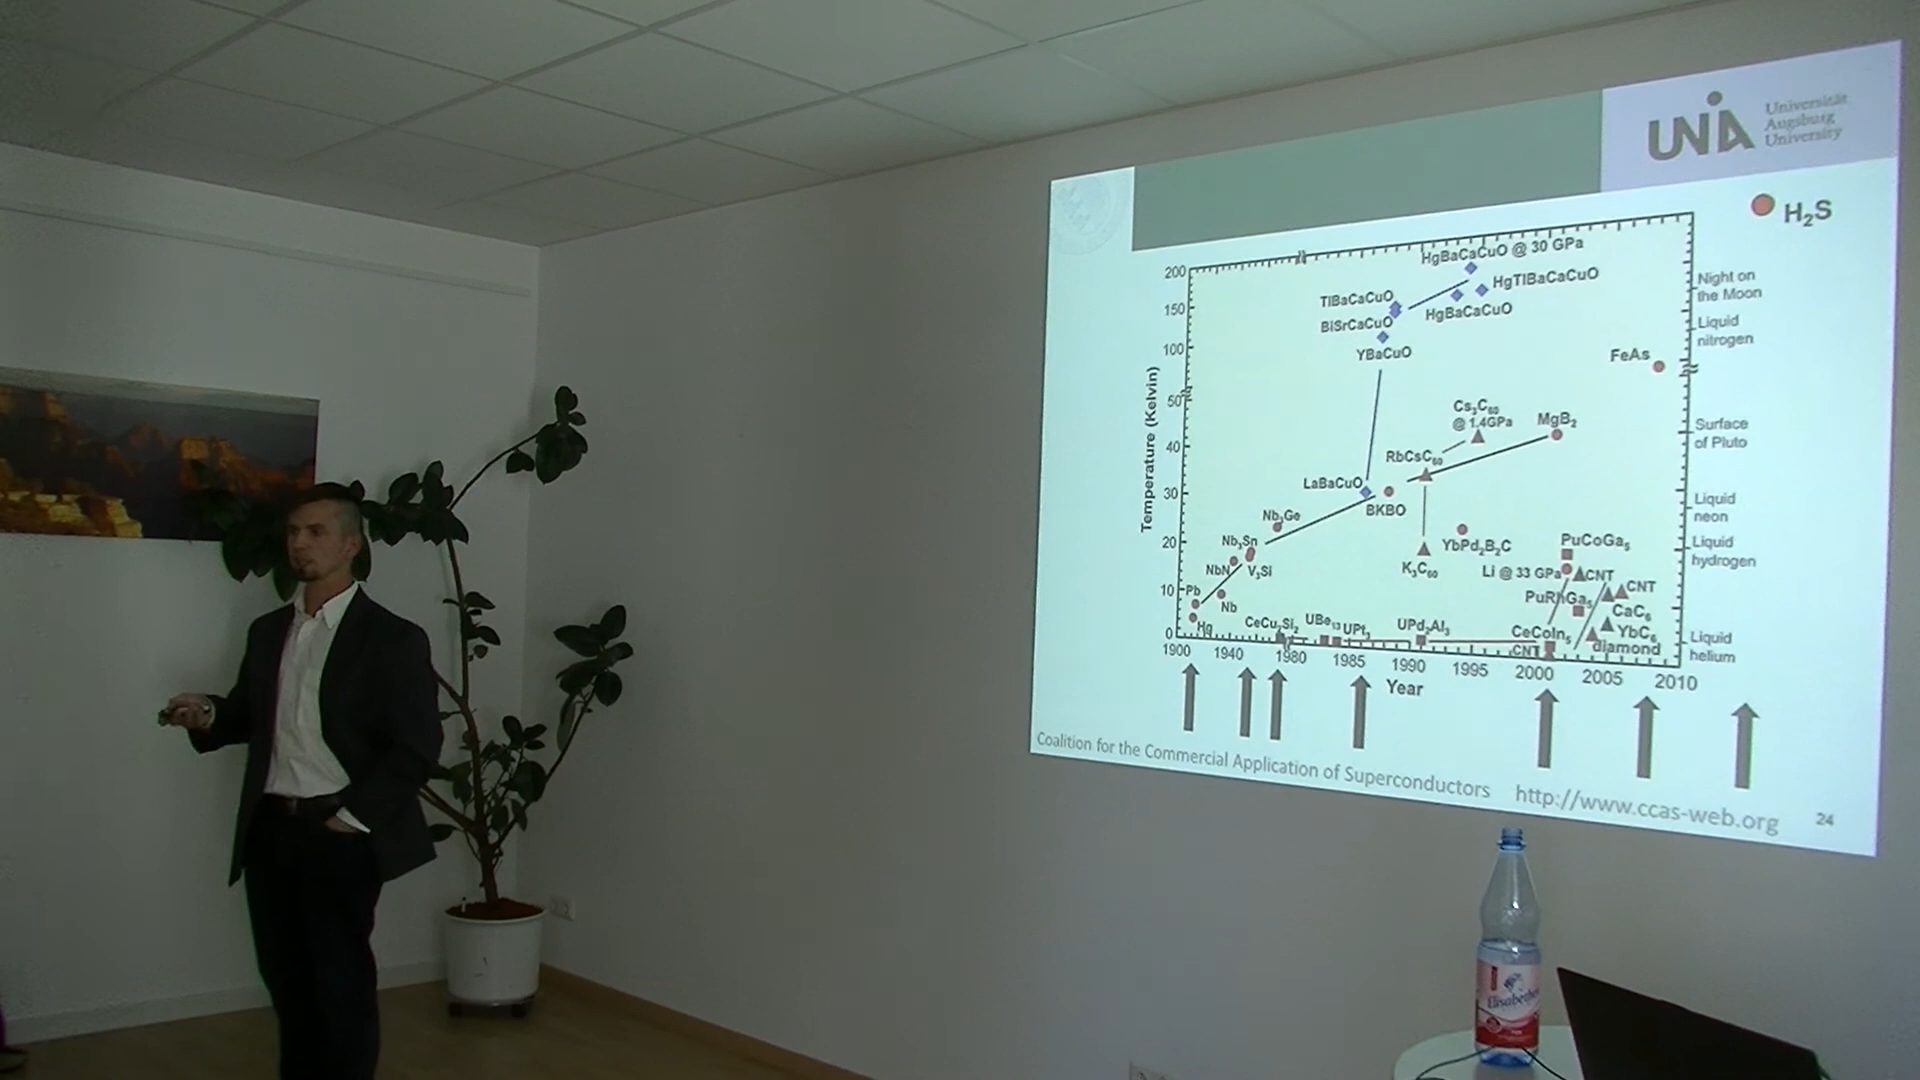 UNIA
Universität
Augsburg
University
H₂S
HgBaCaCuO @ 30 GPa
HgTlBaCaCuO
TlBaCaCuO
HgBaCaCuO
BiSrCaCuO
YBaCuO
FeAs
Cs₃C₆₀
@ 1.4GPa
MgB₂
RbCsC₆₀
LaBaCuO
BKBO
Nb₃Ge
Nb₃Sn
NbN
V₃Si
YbPd₂B₂C
K₃C₆₀
PuCoGa₅
Li @ 33 GPa
CNT
CNT
PuRhGa₅
CaC₆
Pb
Nb
Hg
CeCu₂Si₂
UBe₁₃
UPt₃
UPd₂Al₃
CeCoIn₅
YbC₆
CNT
diamond
200
150
100
50
40
30
20
10
0
Temperature (Kelvin)
Night on
the Moon
Liquid
nitrogen
Surface
of Pluto
Liquid
neon
Liquid
hydrogen
Liquid
helium
1900 1940 1980 1985 1990 1995 2000 2005 2010
Year
Coalition for the Commercial Application of Superconductors http://www.ccas-web.org
24